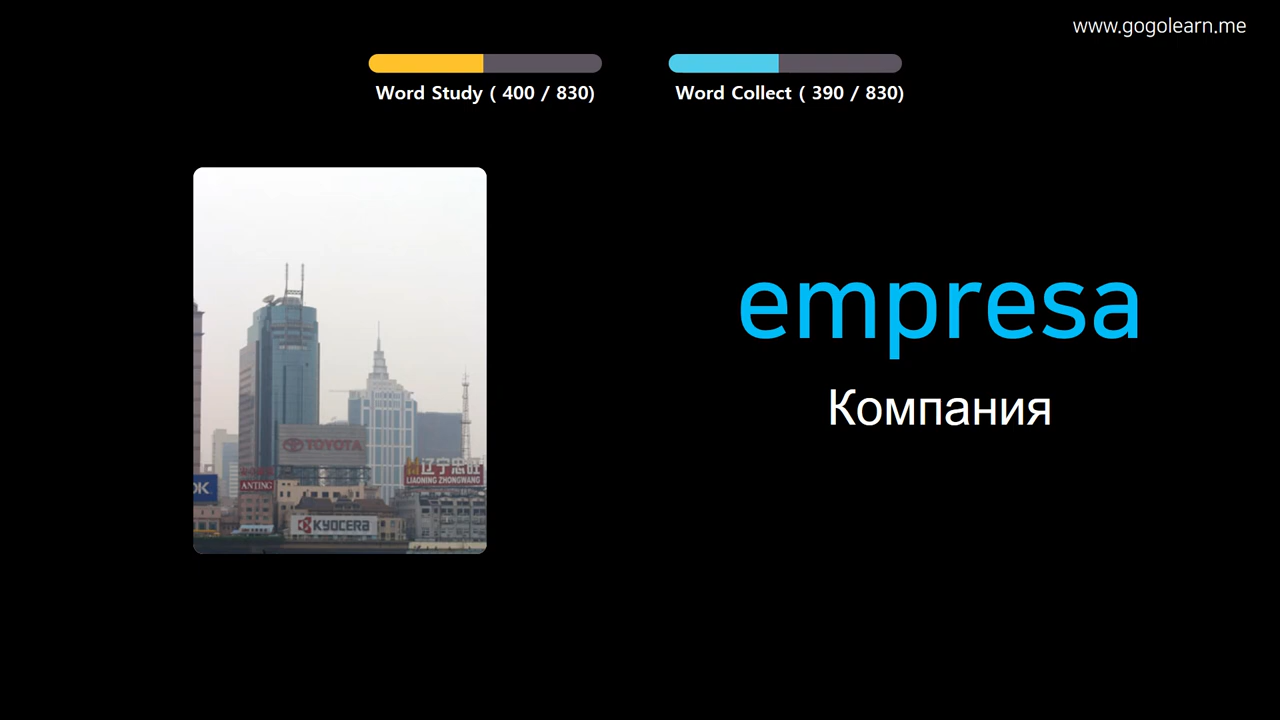 www.gogolearn.me
Word Study ( 400 / 830)
Word Collect ( 390 / 830)
empresa
Компания
TOYOTA
OK
ANTING
辽宁忠旺
LIAONING ZHONGWANG
KYOCERA